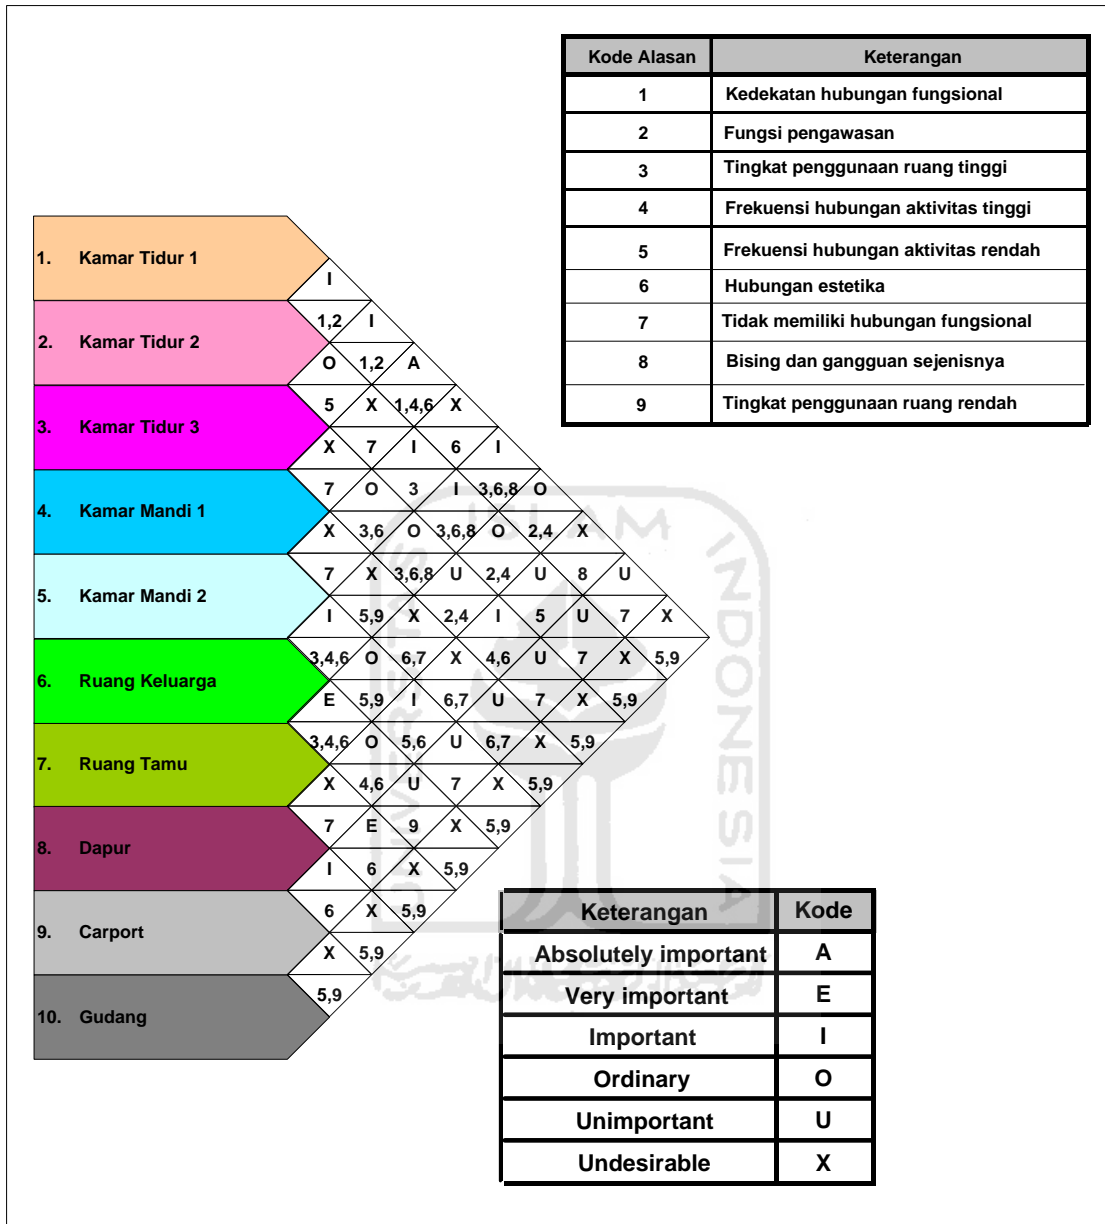 Kode Alasan Keterangan
1 Kedekatan hubungan fungsional
2 Fungsi pengawasan
3 Tingkat penggunaan ruang tinggi
4 Frekuensi hubungan aktivitas tinggi
5 Frekuensi hubungan aktivitas rendah
6 Hubungan estetika
7 Tidak memiliki hubungan fungsional
8 Bising dan gangguan sejenisnya
9 Tingkat penggunaan ruang rendah
1. Kamar Tidur 1
I
1,2 I
2. Kamar Tidur 2
O 1,2 A
5 X 1,4,6 X
3. Kamar Tidur 3
X 7 I 6 I
7 O 3 I 3,6,8 O
4. Kamar Mandi 1
X 3,6 O 3,6,8 O 2,4 X
7 X 3,6,8 U 2,4 U 8 U
5. Kamar Mandi 2
I 5,9 X 2,4 I 5 U 7 X
3,4,6 O 6,7 X 4,6 U 7 X 5,9
6. Ruang Keluarga
E 5,9 I 6,7 U 7 X 5,9
3,4,6 O 5,6 U 6,7 X 5,9
7. Ruang Tamu
X 4,6 U 7 X 5,9
7 E 9 X 5,9
8. Dapur
I 6 X 5,9
6 X 5,9
9. Carport
X 5,9
5,9
10. Gudang
UNIVERSITAS
ISLAM
INDONESIA
Keterangan Kode
Absolutely important A
Very important E
Important I
Ordinary O
Unimportant U
Undesirable X